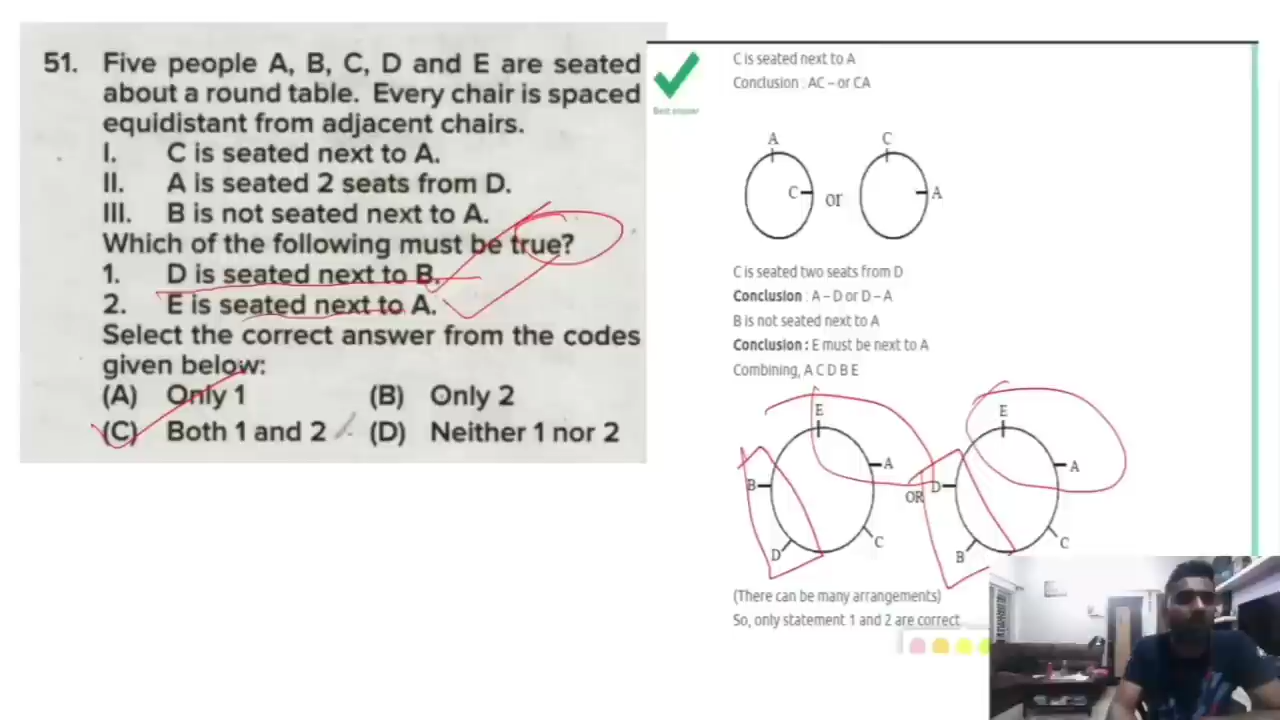 51. Five people A, B, C, D and E are seated
about a round table. Every chair is spaced
equidistant from adjacent chairs.
I. C is seated next to A.
II. A is seated 2 seats from D.
III. B is not seated next to A.
Which of the following must be true?
1. D is seated next to B.
2. E is seated next to A.
Select the correct answer from the codes
given below:
(A) Only 1 (B) Only 2
(C) Both 1 and 2 (D) Neither 1 nor 2
Best answer
C is seated next to A
Conclusion : AC – or CA
A C
C or A
C is seated two seats from D
Conclusion : A – D or D – A
B is not seated next to A
Conclusion : E must be next to A
Combining, A C D B E
E E
A A
B OR D
C C
D B
(There can be many arrangements)
So, only statement 1 and 2 are correct